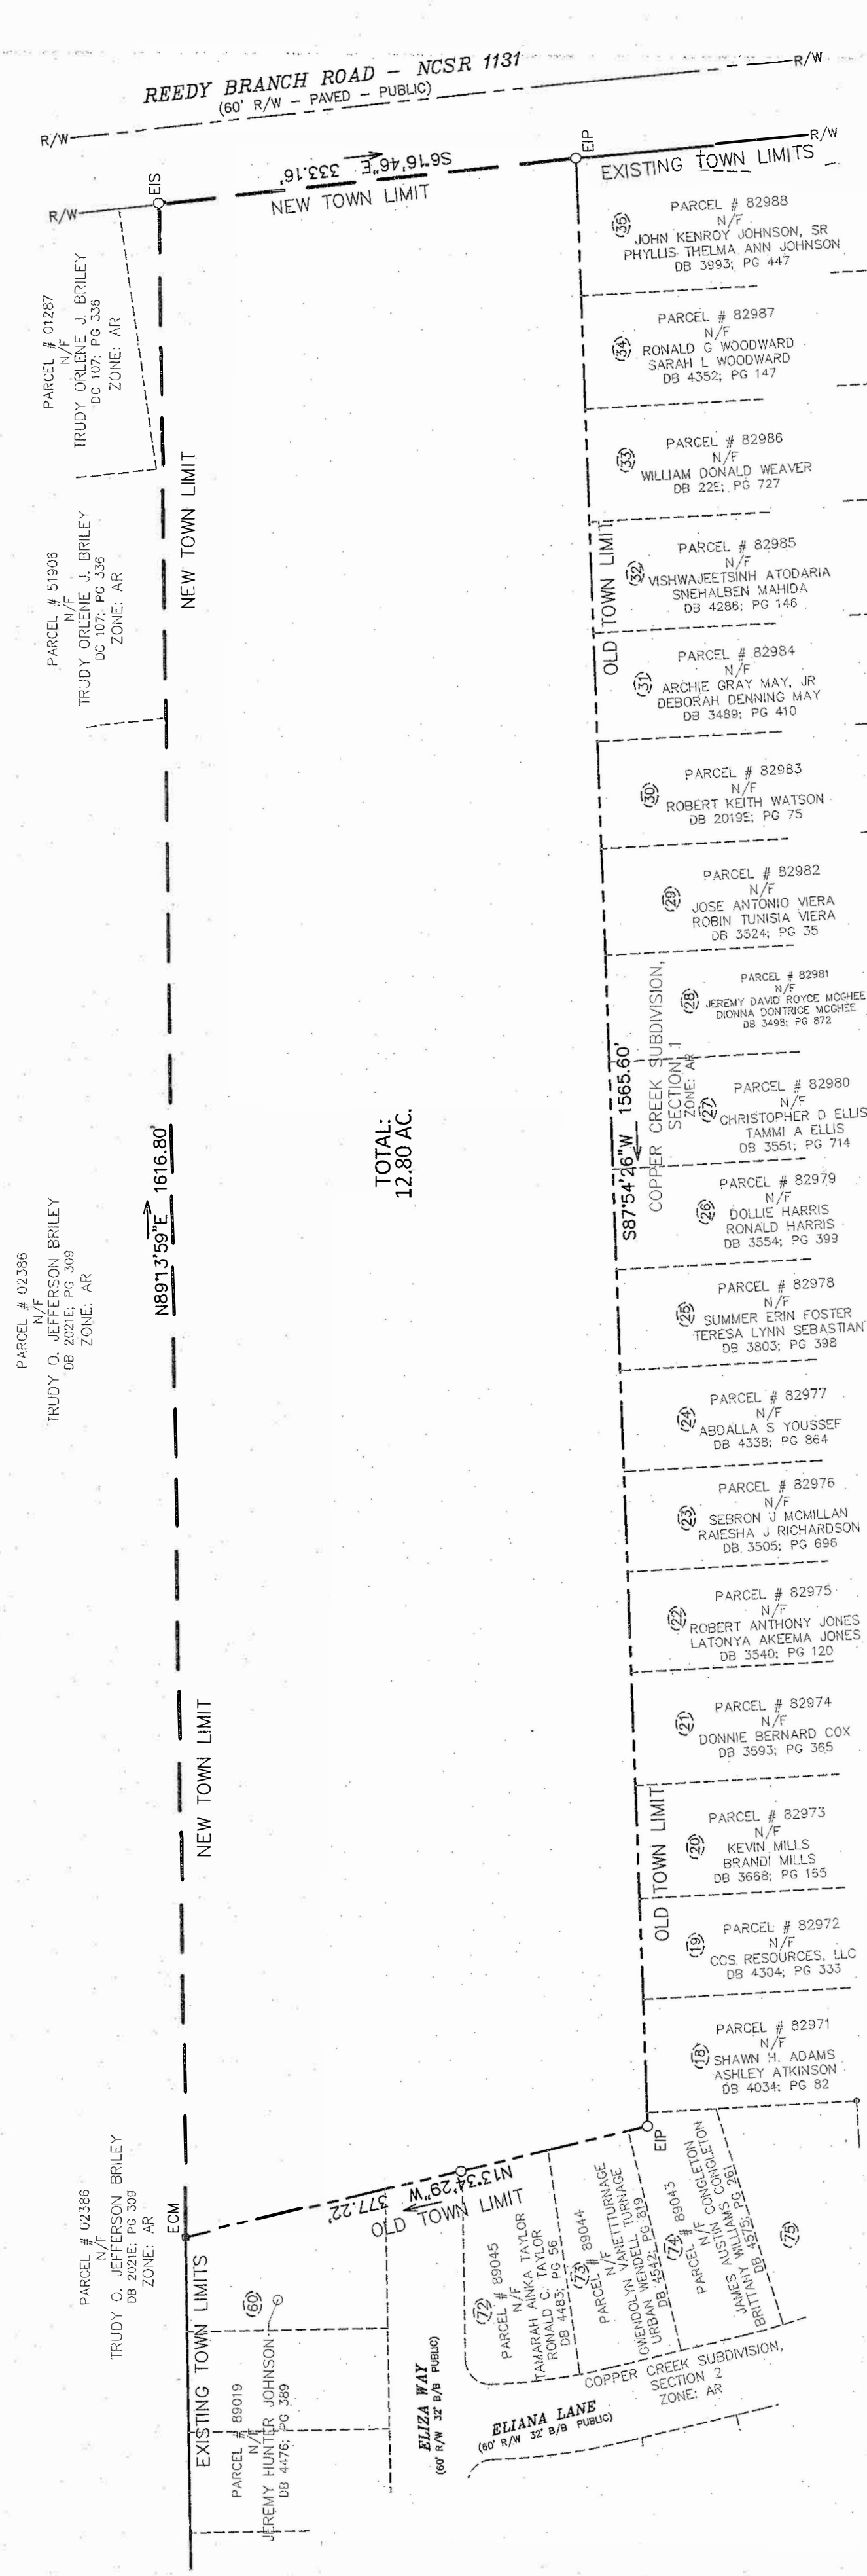 REEDY BRANCH ROAD - NCSR 1131
(60' R/W - PAVED - PUBLIC)
R/W
R/W
R/W
R/W
EIS
EIP
S6°16'46"E 333.16'
NEW TOWN LIMIT
EXISTING TOWN LIMITS
PARCEL # 01287
N/F
TRUDY ORLENE J. BRILEY
DC 107; PG 336
ZONE: AR
PARCEL # 51906
N/F
TRUDY ORLENE J. BRILEY
DC 107; PG 336
ZONE: AR
NEW TOWN LIMIT
PARCEL # 02386
N/F
TRUDY O. JEFFERSON BRILEY
DB 2021E; PG 309
ZONE: AR
N89°13'59"E 1616.80'
NEW TOWN LIMIT
TOTAL:
12.80 AC.
PARCEL # 02386
N/F
TRUDY O. JEFFERSON BRILEY
DB 2021E; PG 309
ZONE: AR
ECM
(35)
PARCEL # 82988
N/F
JOHN KENROY JOHNSON, SR
PHYLLIS THELMA ANN JOHNSON
DB 3993; PG 447
(34)
PARCEL # 82987
N/F
RONALD G WOODWARD
SARAH L WOODWARD
DB 4352; PG 147
(33)
PARCEL # 82986
N/F
WILLIAM DONALD WEAVER
DB 22E; PG 727
OLD TOWN LIMIT
(32)
PARCEL # 82985
N/F
VISHWAJEETSINH ATODARIA
SNEHALBEN MAHIDA
DB 4286; PG 146
(31)
PARCEL # 82984
N/F
ARCHIE GRAY MAY, JR
DEBORAH DENNING MAY
DB 3489; PG 410
(30)
PARCEL # 82983
N/F
ROBERT KEITH WATSON
DB 2019E; PG 75
(29)
PARCEL # 82982
N/F
JOSE ANTONIO VIERA
ROBIN TUNISIA VIERA
DB 3524; PG 35
(28)
PARCEL # 82981
N/F
JEREMY DAVID ROYCE MCGHEE
DIONNA DONTRICE MCGHEE
DB 3498; PG 872
S87°54'26"W 1565.60'
COPPER CREEK SUBDIVISION,
SECTION 1
ZONE: AR
(27)
PARCEL # 82980
N/F
CHRISTOPHER D ELLIS
TAMMI A ELLIS
DB 3551; PG 714
(26)
PARCEL # 82979
N/F
DOLLIE HARRIS
RONALD HARRIS
DB 3554; PG 399
(25)
PARCEL # 82978
N/F
SUMMER ERIN FOSTER
TERESA LYNN SEBASTIAN
DB 3803; PG 398
(24)
PARCEL # 82977
N/F
ABDALLA S YOUSSEF
DB 4338; PG 864
(23)
PARCEL # 82976
N/F
SEBRON J MCMILLAN
RAIESHA J RICHARDSON
DB 3505; PG 696
(22)
PARCEL # 82975
N/F
ROBERT ANTHONY JONES
LATONYA AKEEMA JONES
DB 3540; PG 120
(21)
PARCEL # 82974
N/F
DONNIE BERNARD COX
DB 3593; PG 365
OLD TOWN LIMIT
(20)
PARCEL # 82973
N/F
KEVIN MILLS
BRANDI MILLS
DB 3668; PG 165
(19)
PARCEL # 82972
N/F
CCS RESOURCES, LLC
DB 4304; PG 333
(18)
PARCEL # 82971
N/F
SHAWN H. ADAMS
ASHLEY ATKINSON
DB 4034; PG 82
EIP
N13°34'29"W 377.22'
OLD TOWN LIMIT
EXISTING TOWN LIMITS
(60)
PARCEL # 89019
N/F
JEREMY HUNTER JOHNSON
DB 4476; PG 389
ELIZA WAY
(60' R/W 32' B/B PUBLIC)
(72)
PARCEL # 89045
N/F
TAMARAH AINKA TAYLOR
RONALD C. TAYLOR
DB 4483; PG 56
(73)
PARCEL # 89044
N/F
GWENDOLYN VANETTTURNAGE
URBAN WENDELL TURNAGE
DB 4542; PG 819
(74)
PARCEL # 89043
N/F
JAMES AUSTIN CONGLETON
BRITTANY WILLIAMS CONGLETON
DB 4575; PG 261
(75)
COPPER CREEK SUBDIVISION,
SECTION 2
ZONE: AR
ELIANA LANE
(60' R/W 32' B/B PUBLIC)